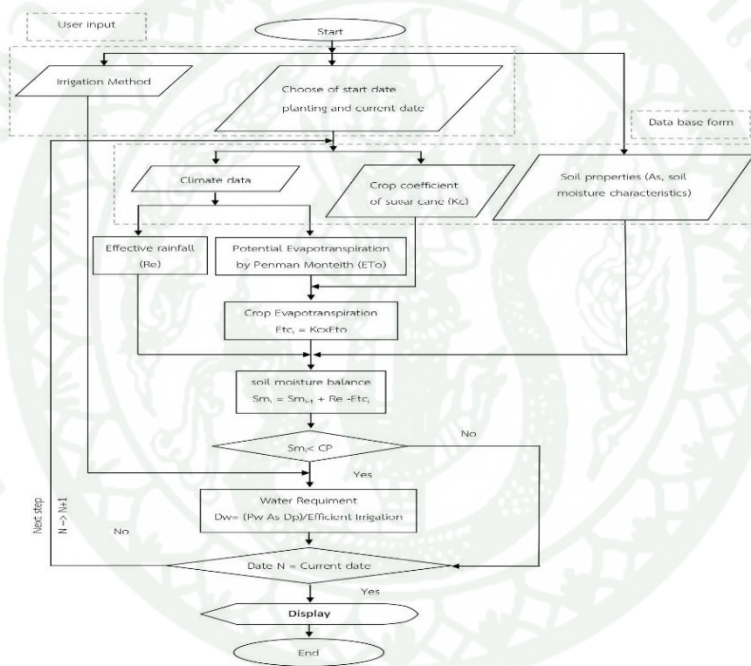 User input
Start
Irrigation Method
Choose of start date
planting and current date
Data base form
Climate data
Crop coefficient
of sugar cane (Kc)
Soil properties (As, soil
moisture characteristics)
Effective rainfall
(Re)
Potential Evapotranspiration
by Penman Monteith (ETo)
Crop Evapotranspiration
Etcᵢ = KcxEto
soil moisture balance
Smᵢ = Smᵢ₋₁ + Re -Etcᵢ
Smᵢ< CP
No
Yes
Water Requiment
Dw= (Pw As Dp)/Efficient Irrigation
Next step
N -> N+1
No
Date N = Current date
Yes
Display
End